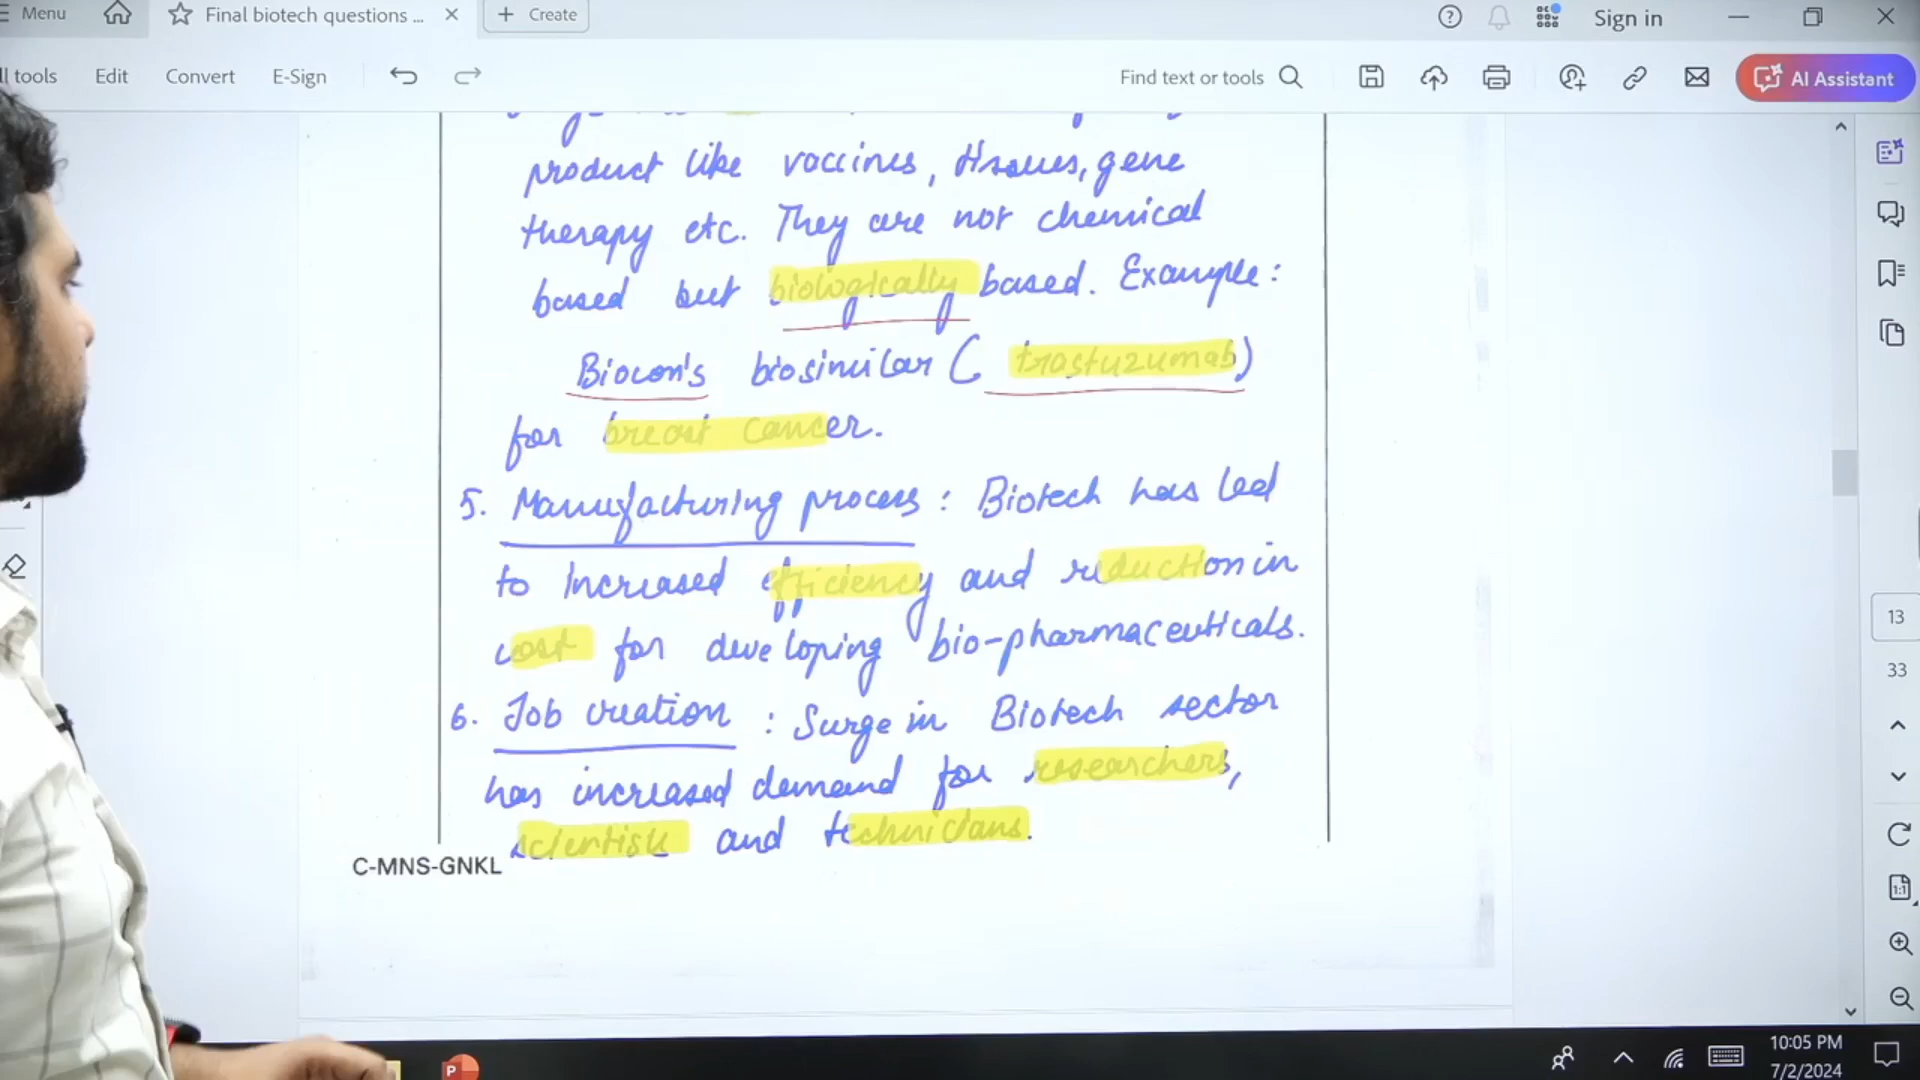 Menu
Final biotech questions ...
Create
Sign in
ll tools
Edit
Convert
E-Sign
Find text or tools
AI Assistant
product like vaccines, tissues, gene
therapy etc. They are not chemical
based but biologically based. Example:
Biocon's biosimilar (trastuzumab)
for breast cancer.
5. Manufacturing process : Biotech has led
to increased efficiency and reduction in
cost for developing bio-pharmaceuticals.
6. Job creation : Surge in Biotech sector
has increased demand for researchers,
scientists and technicians.
C-MNS-GNKL
13
33
1:1
P
10:05 PM
7/2/2024